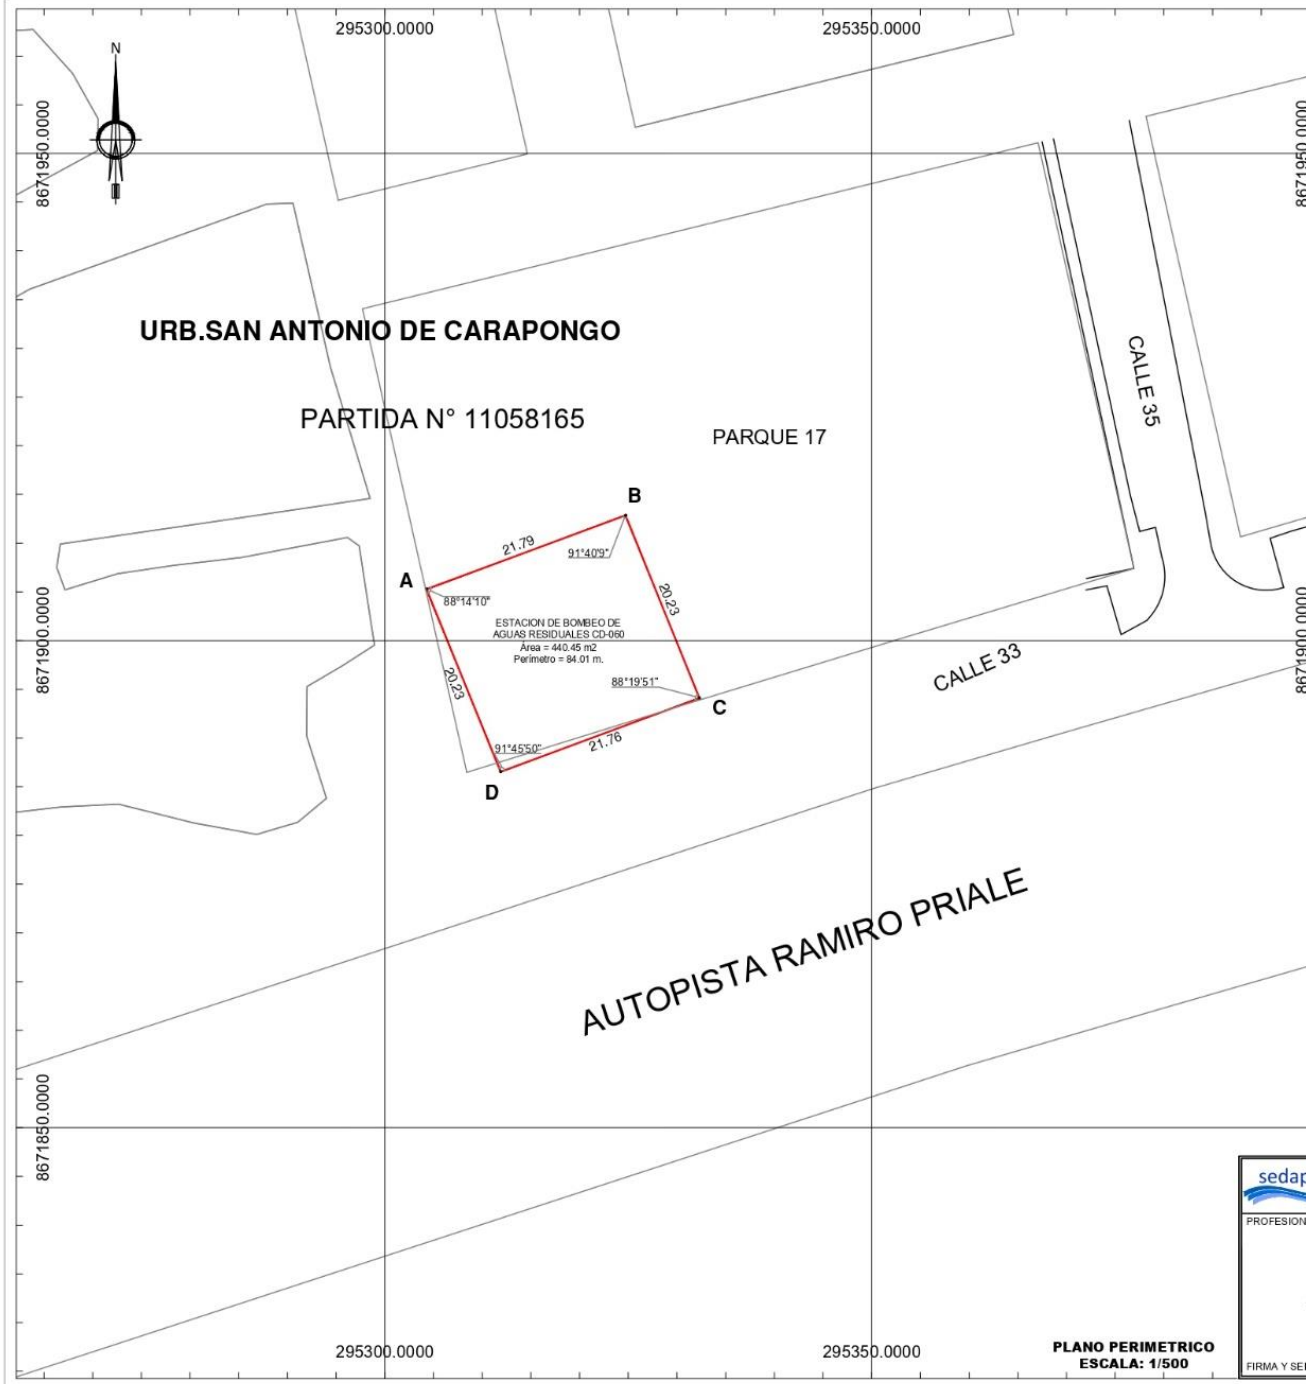 295300.0000
295350.0000
N
8671950.0000
8671950.0000
URB.SAN ANTONIO DE CARAPONGO
CALLE 35
PARTIDA N° 11058165
PARQUE 17
B
21.79
91°40'9"
A
88°14'10"
20.23
ESTACION DE BOMBEO DE
AGUAS RESIDUALES CD-060
Área = 440.45 m2
Perímetro = 84.01 m.
8671900.0000
8671900.0000
CALLE 33
20.23
88°19'51"
C
91°45'50"
21.76
D
AUTOPISTA RAMIRO PRIALE
8671850.0000
sedap
PROFESION
295300.0000
295350.0000
PLANO PERIMETRICO
ESCALA: 1/500
FIRMA Y SE